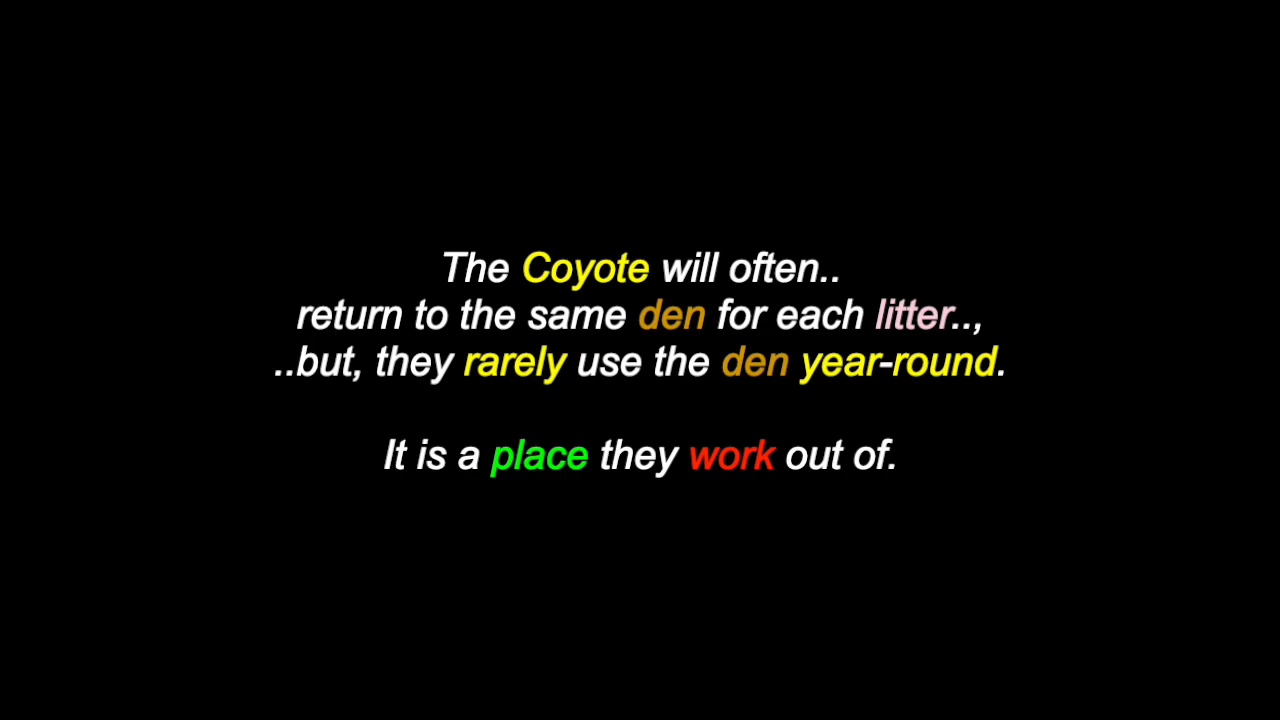 The Coyote will often..
return to the same den for each litter..,
..but, they rarely use the den year-round.
It is a place they work out of.